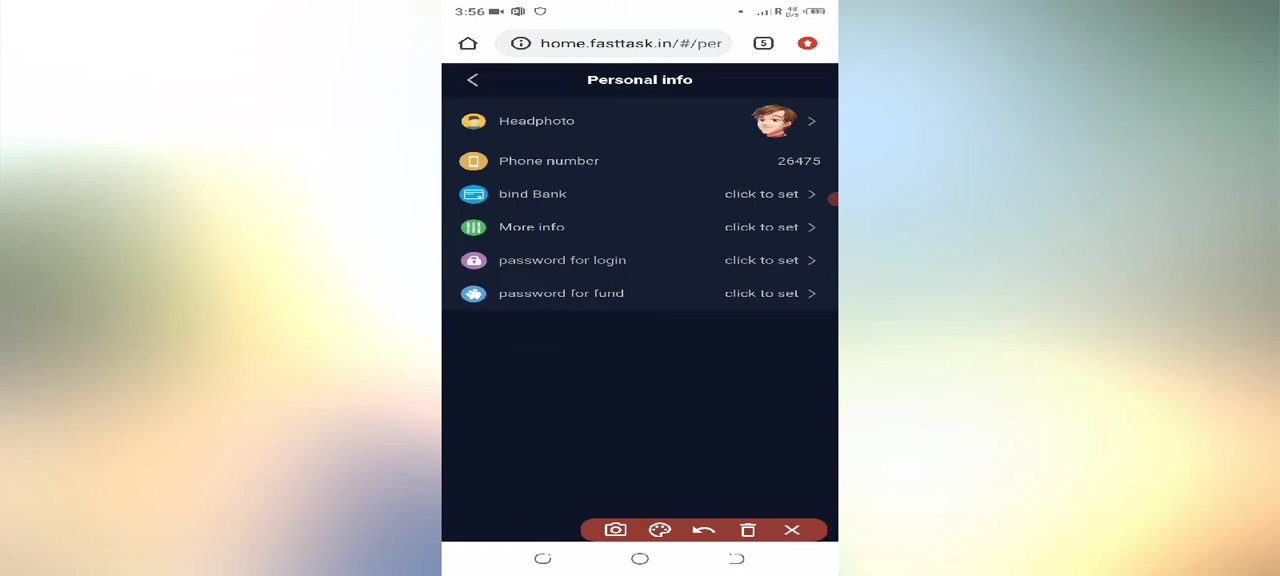 3:56 R 48 D/s
home.fasttask.in/#/per 5
Personal info
Headphoto
Phone number 26475
bind Bank click to set
More info click to set
password for login click to set
password for fund click to set